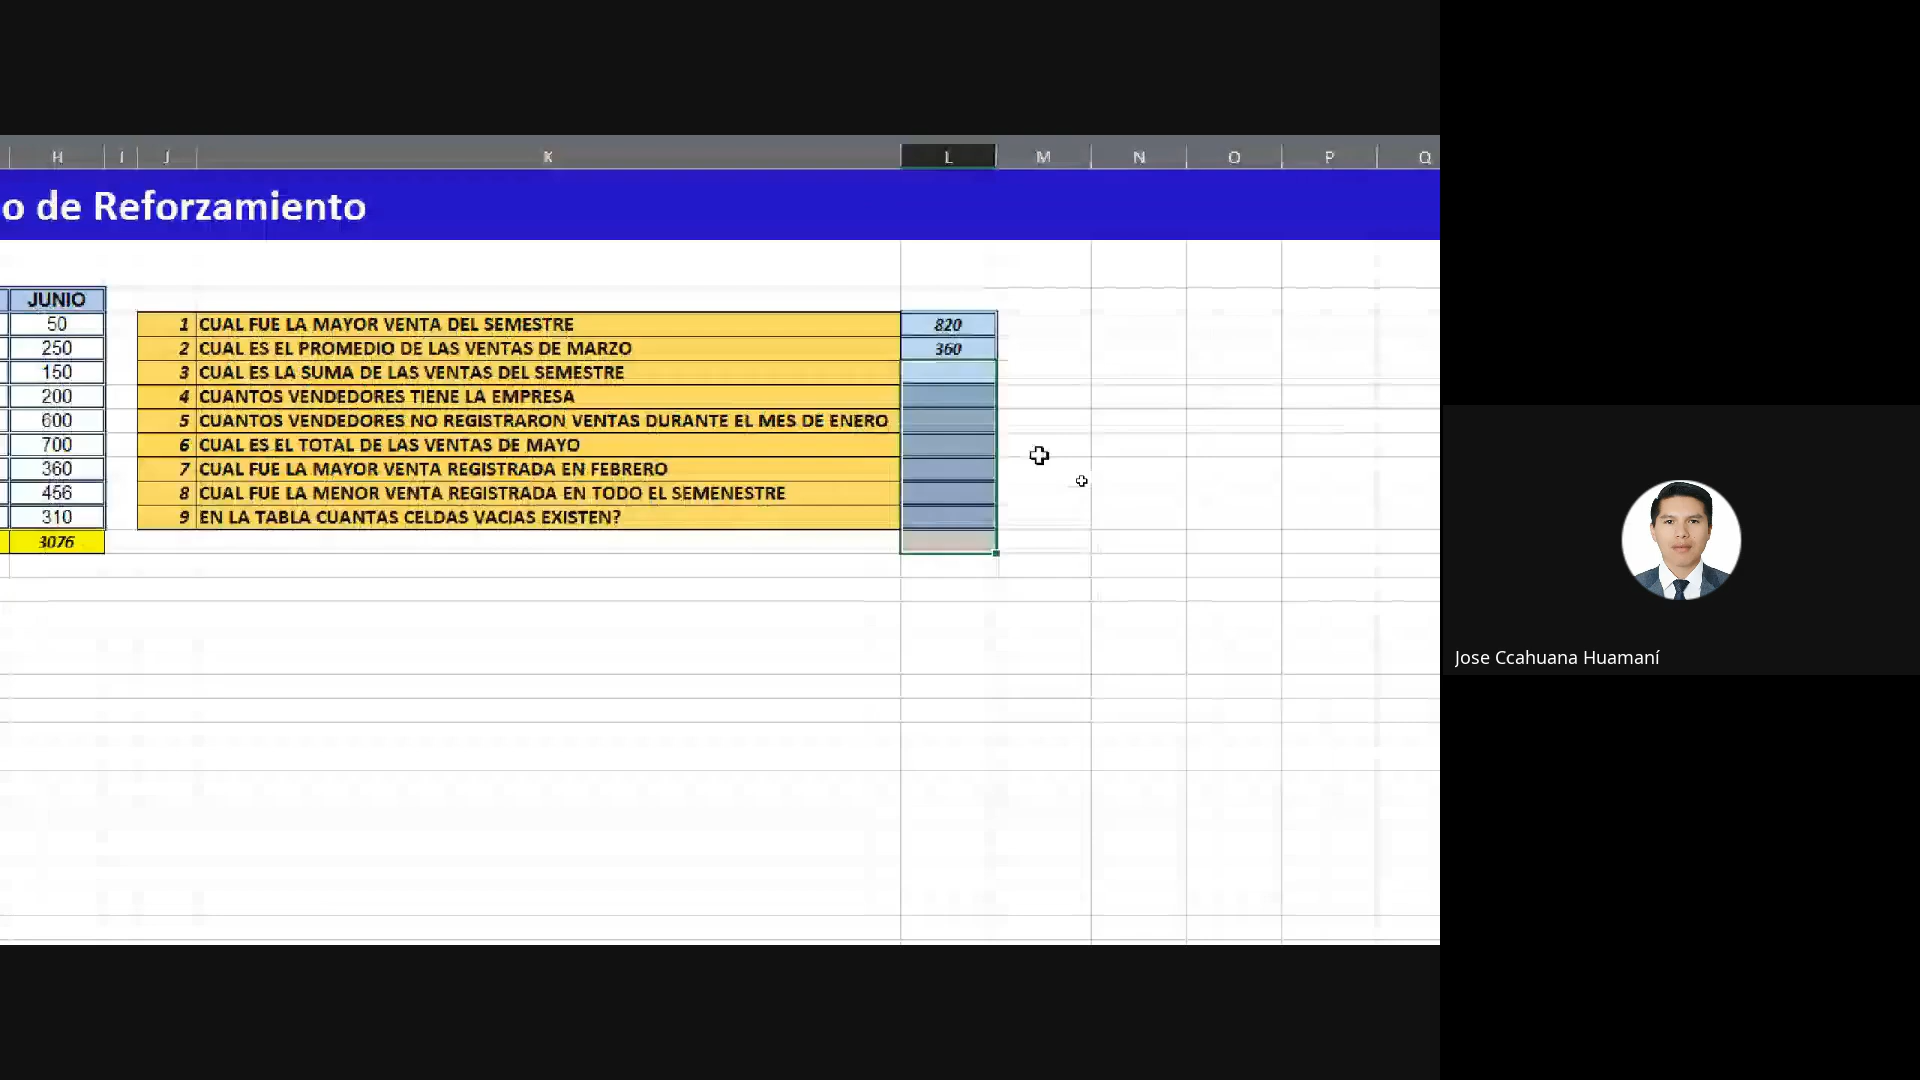 H I J K L M N O P Q
o de Reforzamiento
JUNIO
50 1 CUAL FUE LA MAYOR VENTA DEL SEMESTRE 820
250 2 CUAL ES EL PROMEDIO DE LAS VENTAS DE MARZO 360
150 3 CUAL ES LA SUMA DE LAS VENTAS DEL SEMESTRE
200 4 CUANTOS VENDEDORES TIENE LA EMPRESA
600 5 CUANTOS VENDEDORES NO REGISTRARON VENTAS DURANTE EL MES DE ENERO
700 6 CUAL ES EL TOTAL DE LAS VENTAS DE MAYO
360 7 CUAL FUE LA MAYOR VENTA REGISTRADA EN FEBRERO
456 8 CUAL FUE LA MENOR VENTA REGISTRADA EN TODO EL SEMENESTRE
310 9 EN LA TABLA CUANTAS CELDAS VACIAS EXISTEN?
3076
Jose Ccahuana Huamaní